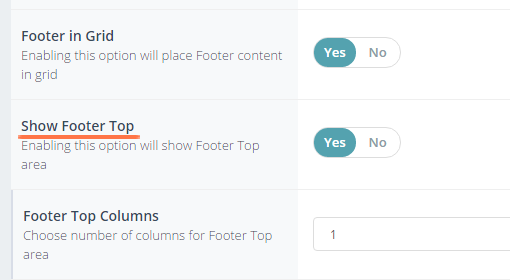 Footer in Grid
Enabling this option will place Footer content
in grid
Yes No
Show Footer Top
Enabling this option will show Footer Top
area
Yes No
Footer Top Columns
Choose number of columns for Footer Top
area
1